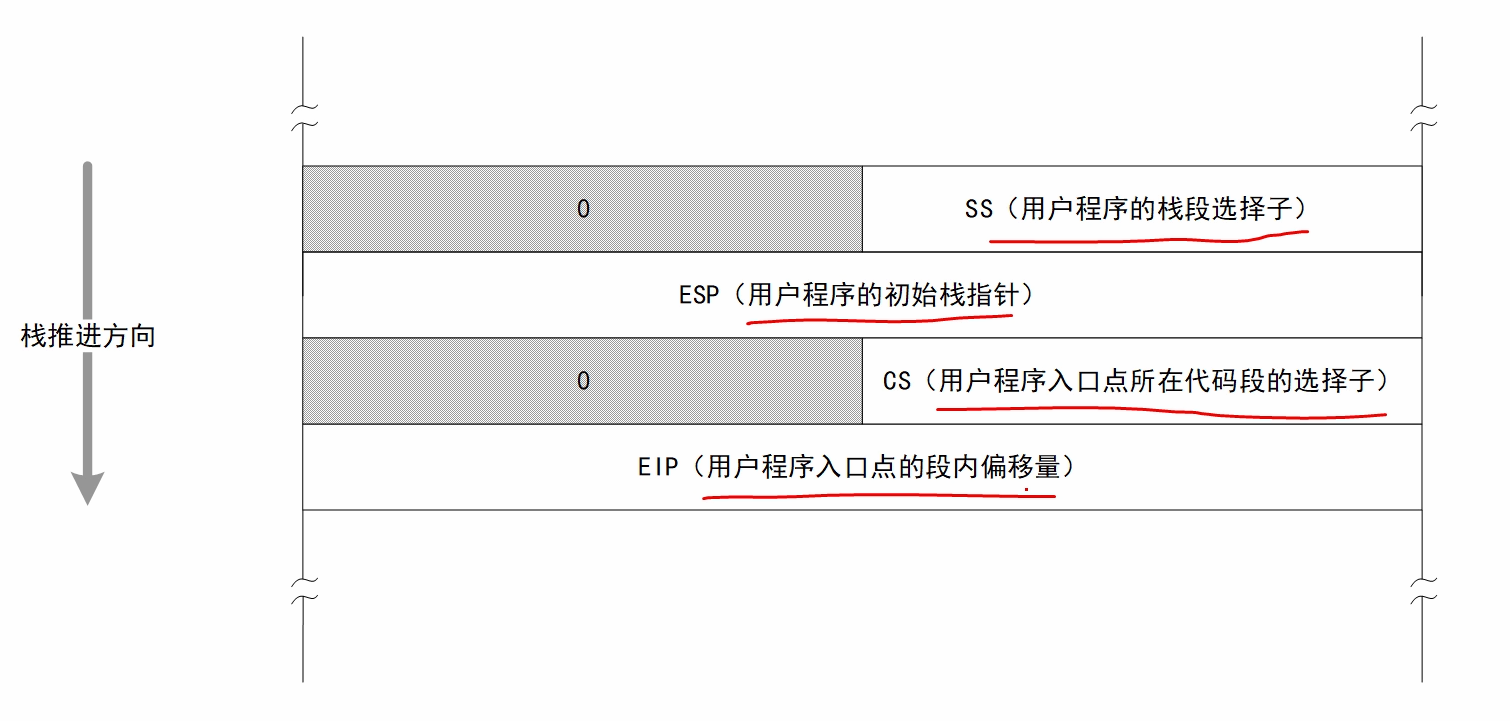 0
SS（用户程序的栈段选择子）
ESP（用户程序的初始栈指针）
栈推进方向
0
CS（用户程序入口点所在代码段的选择子）
EIP（用户程序入口点的段内偏移量）